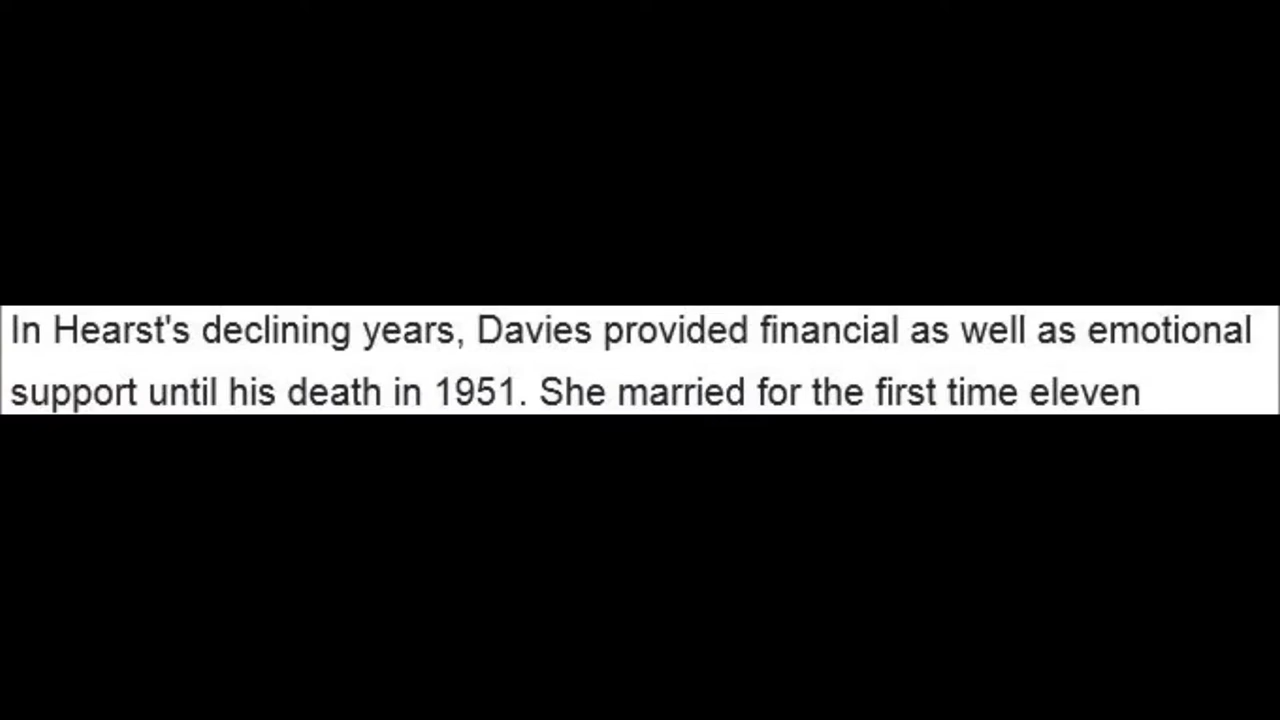 In Hearst's declining years, Davies provided financial as well as emotional
support until his death in 1951. She married for the first time eleven